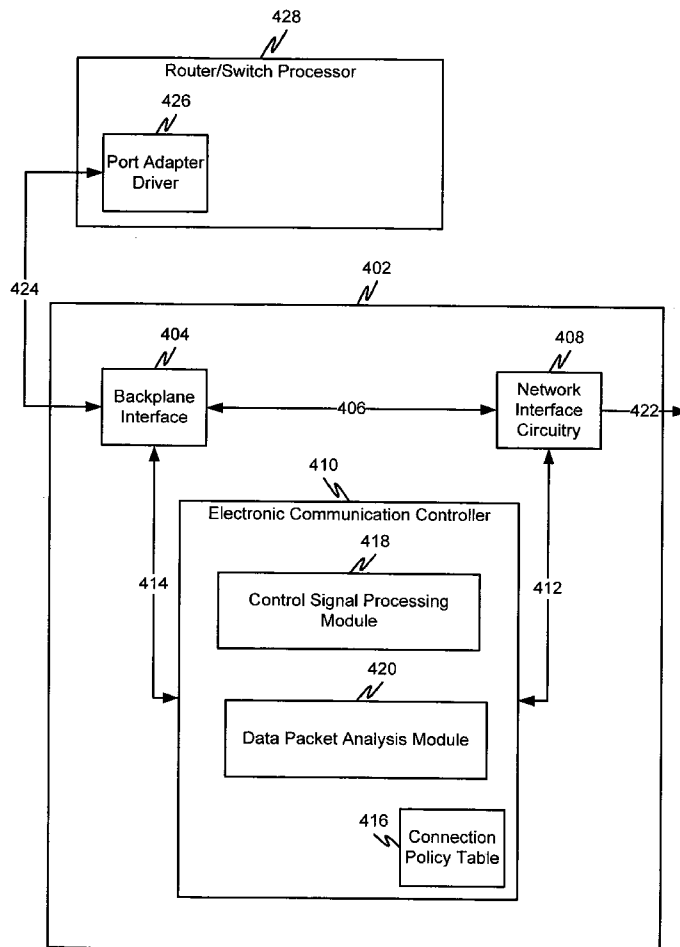 428
Router/Switch Processor
426
Port Adapter
Driver
424
402
404
408
Backplane
Interface
406
Network
Interface
Circuitry
422
410
Electronic Communication Controller
418
Control Signal Processing
Module
414
412
420
Data Packet Analysis Module
416
Connection
Policy Table